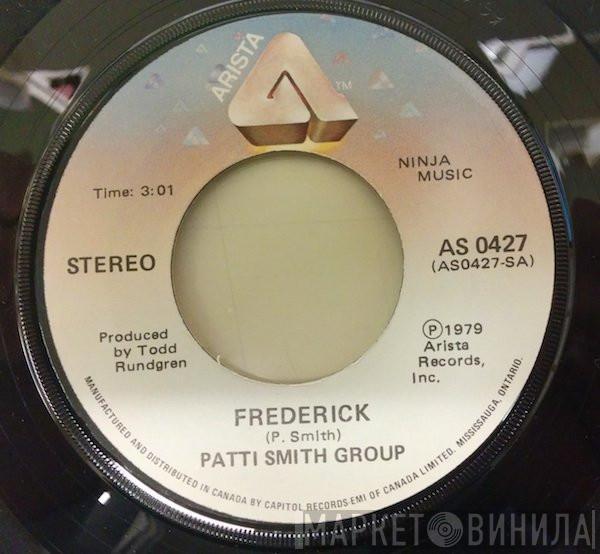 ARISTA
TM
NINJA
MUSIC
Time: 3:01
STEREO
AS 0427
(AS0427-SA)
Produced
by Todd
Rundgren
Ⓟ1979
Arista
Records,
Inc.
FREDERICK
(P. Smith)
PATTI SMITH GROUP
MANUFACTURED AND DISTRIBUTED IN CANADA BY CAPITOL RECORDS-EMI OF CANADA LIMITED, MISSISSAUGA, ONTARIO.
МАРКЕТ ВИНИЛА